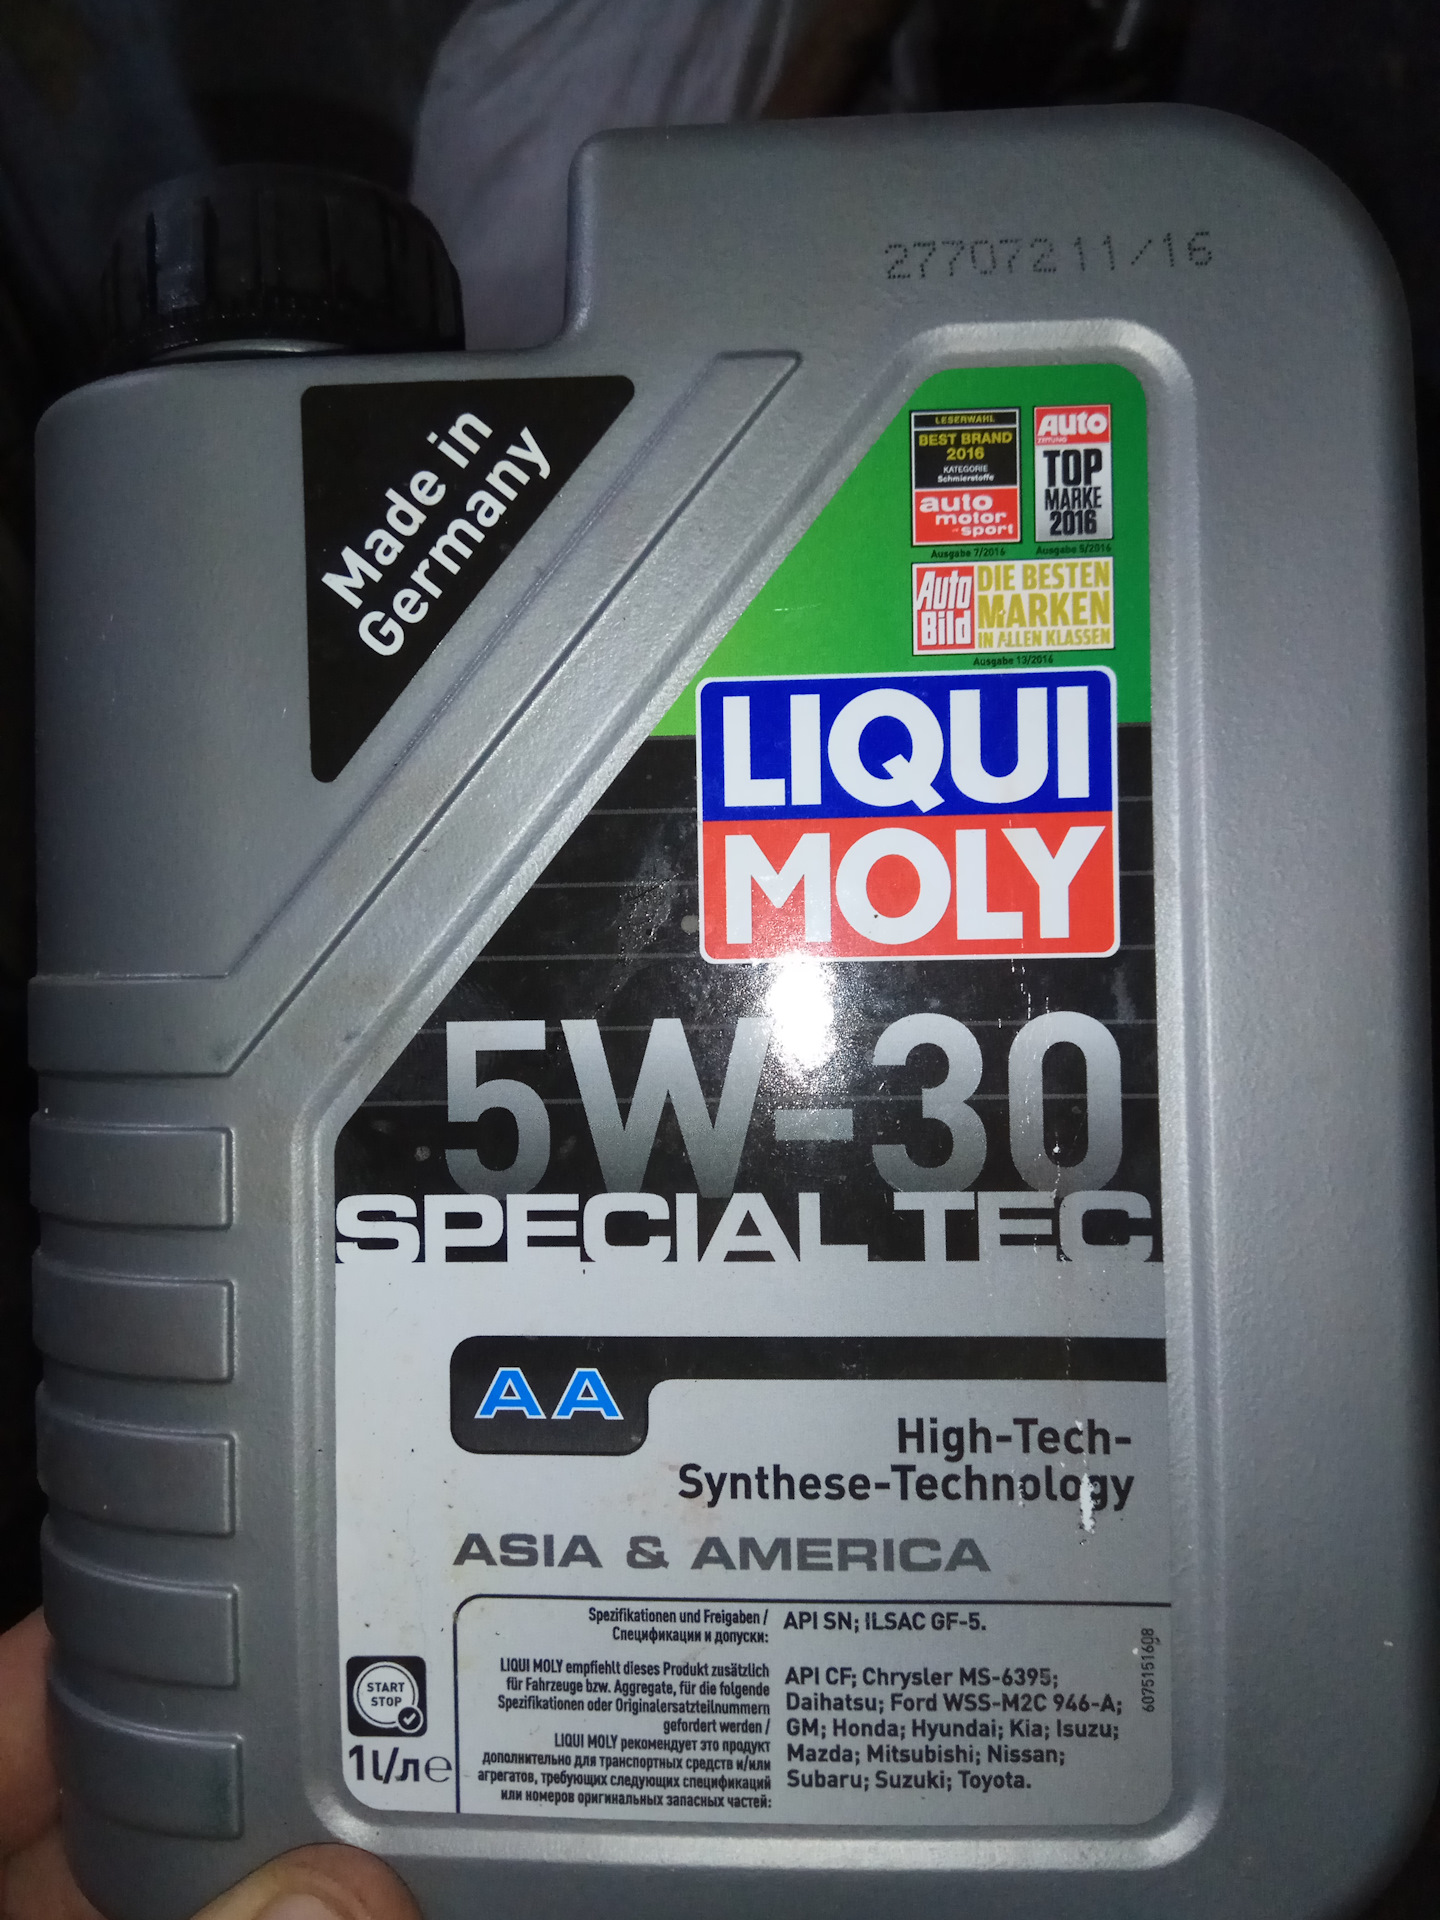 277072 11/16
Made in
Germany
LESERWAHL
BEST BRAND
2016
KATEGORIE
Schmierstoffe
auto
motor
sport
Ausgabe 7/2016
Auto
ZEITUNG
TOP
MARKE
2016
Ausgabe 5/2016
Auto
Bild
DIE BESTEN
MARKEN
IN ALLEN KLASSEN
Ausgabe 13/2016
LIQUI
MOLY
5W-30
SPECIAL TEC
AA
High-Tech-
Synthese-Technology
ASIA & AMERICA
Spezifikationen und Freigaben /
Спецификации и допуски:
API SN; ILSAC GF-5.
LIQUI MOLY empfiehlt dieses Produkt zusätzlich
für Fahrzeuge bzw. Aggregate, für die folgende
Spezifikationen oder Originalersatzteilnummern
gefordert werden /
LIQUI MOLY рекомендует это продукт
дополнительно для транспортных средств и/или
агрегатов, требующих следующих спецификаций
или номеров оригинальных запасных частей:
API CF; Chrysler MS-6395;
Daihatsu; Ford WSS-M2C 946-A;
GM; Honda; Hyundai; Kia; Isuzu;
Mazda; Mitsubishi; Nissan;
Subaru; Suzuki; Toyota.
6075151608
START
STOP
1l/л℮